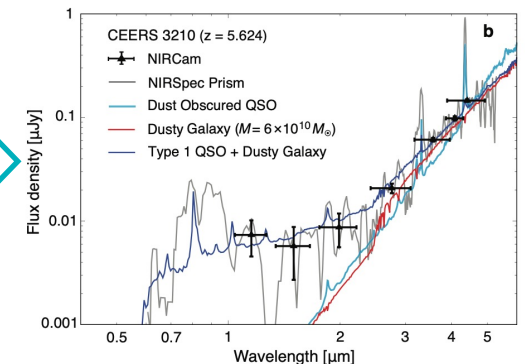 b
CEERS 3210 (z = 5.624)
NIRCam
NIRSpec Prism
Dust Obscured QSO
Dusty Galaxy (M= 6×10¹⁰M☉)
Type 1 QSO + Dusty Galaxy
Flux density [μJy]
1
0.1
0.01
0.001
0.5 0.7 1 2 3 4 5
Wavelength [μm]